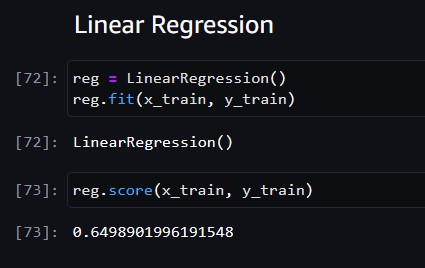 Linear Regression
[72]: reg = LinearRegression()
reg.fit(x_train, y_train)
[72]: LinearRegression()
[73]: reg.score(x_train, y_train)
[73]: 0.6498901996191548